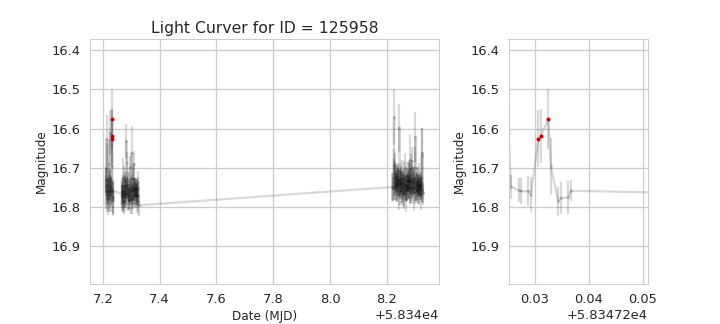 Light Curver for ID = 125958
16.4
16.5
16.6
16.7
16.8
16.9
Magnitude
7.2 7.4 7.6 7.8 8.0 8.2
Date (MJD)
+5.834e4
16.4
16.5
16.6
16.7
16.8
16.9
Magnitude
0.03 0.04 0.05
+5.83472e4